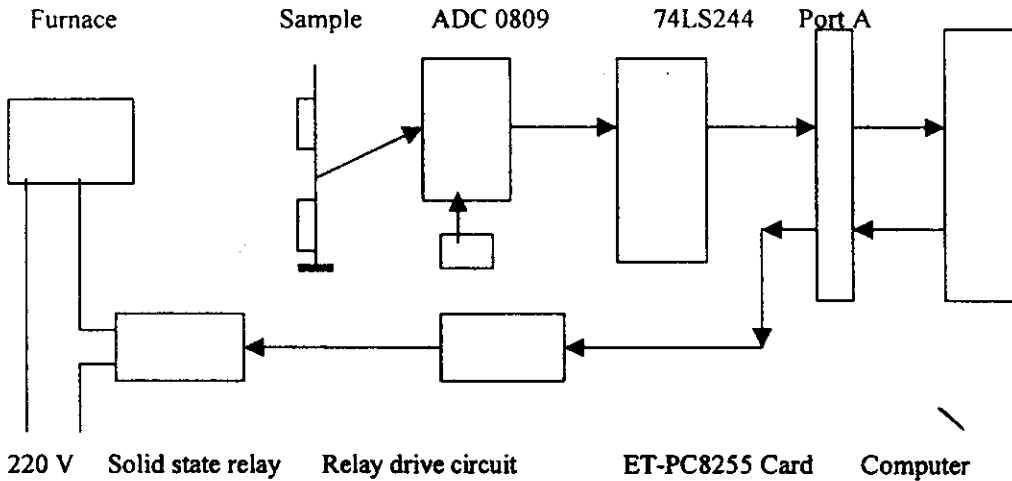 Furnace Sample ADC 0809 74LS244 Port A
220 V Solid state relay Relay drive circuit ET-PC8255 Card Computer